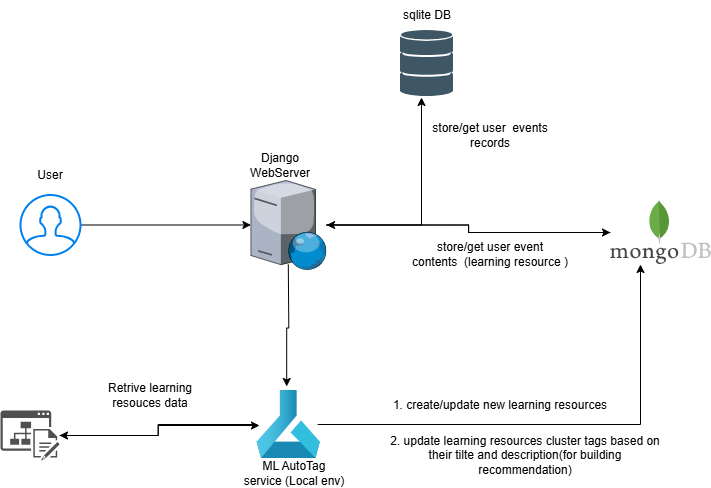 sqlite DB
store/get user events
records
User
Django
WebServer
mongoDB
store/get user event
contents (learning resource )
Retrive learning
resouces data
1. create/update new learning resources
2. update learning resources cluster tags based on
their tilte and description(for building
recommendation)
ML AutoTag
service (Local env)